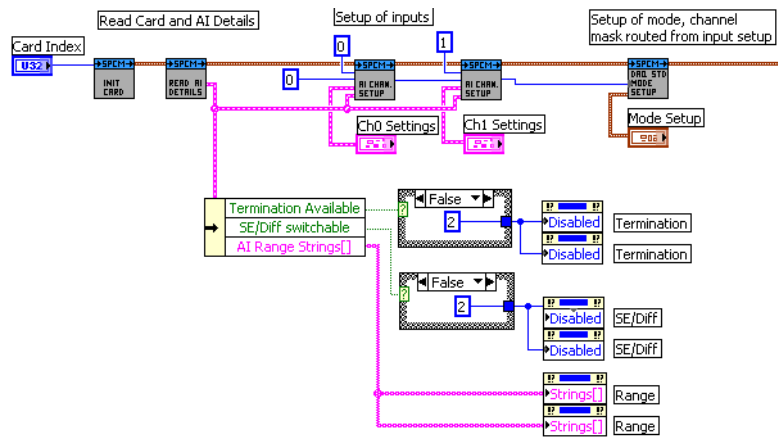 Read Card and AI Details
Setup of inputs
Setup of mode, channel
mask routed from input setup
Card Index
U32
SPCM
INIT
CARD
SPCM
READ AI
DETAILS
0
0
SPCM
AI CHAN.
SETUP
1
SPCM
AI CHAN.
SETUP
SPCM
DAQ STD
MODE
SETUP
Ch0 Settings
Ch1 Settings
Mode Setup
Termination Available
SE/Diff switchable
AI Range Strings[]
False
2
?
Disabled
Termination
Disabled
Termination
False
2
?
Disabled
SE/Diff
Disabled
SE/Diff
Strings[]
Range
Strings[]
Range